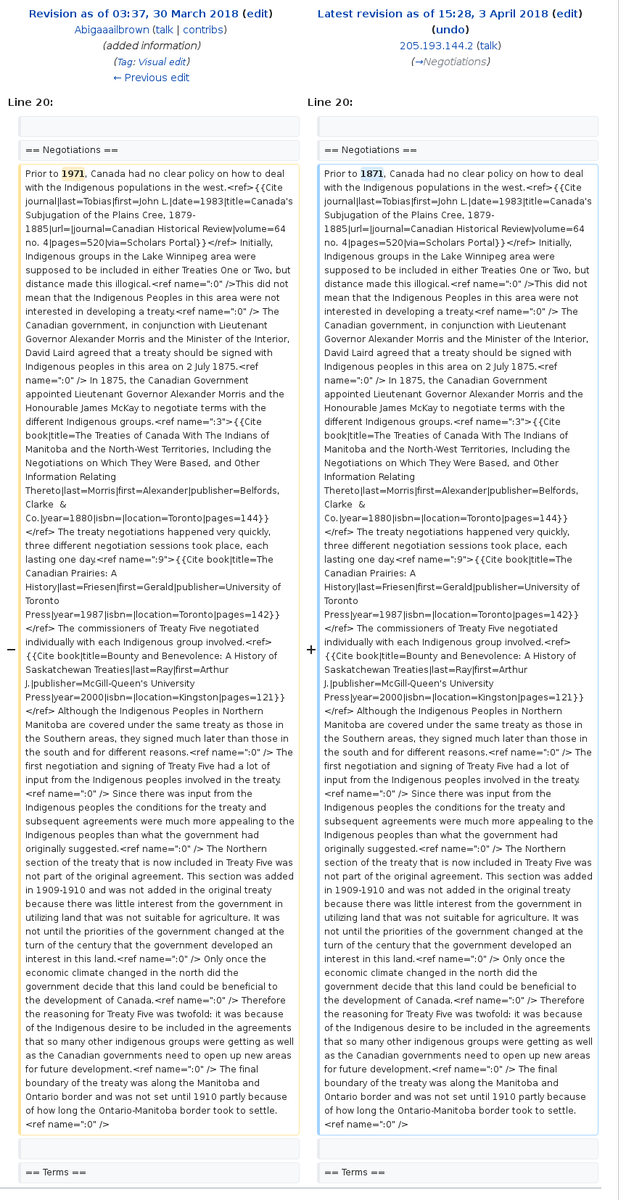 Revision as of 03:37, 30 March 2018 (edit)
Abigaaailbrown (talk | contribs)
(added information)
(Tag: Visual edit)
← Previous edit
Latest revision as of 15:28, 3 April 2018 (edit)
(undo)
205.193.144.2 (talk)
(→Negotiations)
Line 20:
Line 20:
== Negotiations ==
== Negotiations ==
−
Prior to 1971, Canada had no clear policy on how to deal
with the Indigenous populations in the west.<ref>{{Cite
journal|last=Tobias|first=John L.|date=1983|title=Canada's
Subjugation of the Plains Cree, 1879-
1885|url=|journal=Canadian Historical Review|volume=64
no. 4|pages=520|via=Scholars Portal}}</ref> Initially,
Indigenous groups in the Lake Winnipeg area were
supposed to be included in either Treaties One or Two, but
distance made this illogical.<ref name=":0" />This did not
mean that the Indigenous Peoples in this area were not
interested in developing a treaty.<ref name=":0" /> The
Canadian government, in conjunction with Lieutenant
Governor Alexander Morris and the Minister of the Interior,
David Laird agreed that a treaty should be signed with
Indigenous peoples in this area on 2 July 1875.<ref
name=":0" /> In 1875, the Canadian Government
appointed Lieutenant Governor Alexander Morris and the
Honourable James McKay to negotiate terms with the
different Indigenous groups.<ref name=":3">{{Cite
book|title=The Treaties of Canada With The Indians of
Manitoba and the North-West Territories, Including the
Negotiations on Which They Were Based, and Other
Information Relating
Thereto|last=Morris|first=Alexander|publisher=Belfords,
Clarke  &
Co.|year=1880|isbn=|location=Toronto|pages=144}}
</ref> The treaty negotiations happened very quickly,
three different negotiation sessions took place, each
lasting one day.<ref name=":9">{{Cite book|title=The
Canadian Prairies: A
History|last=Friesen|first=Gerald|publisher=University of
Toronto
Press|year=1987|isbn=|location=Toronto|pages=142}}
</ref> The commissioners of Treaty Five negotiated
individually with each Indigenous group involved.<ref>
{{Cite book|title=Bounty and Benevolence: A History of
Saskatchewan Treaties|last=Ray|first=Arthur
J.|publisher=McGill-Queen's University
Press|year=2000|isbn=|location=Kingston|pages=121}}
</ref> Although the Indigenous Peoples in Northern
Manitoba are covered under the same treaty as those in
the Southern areas, they signed much later than those in
the south and for different reasons.<ref name=":0" /> The
first negotiation and signing of Treaty Five had a lot of
input from the Indigenous peoples involved in the treaty.
<ref name=":0" /> Since there was input from the
Indigenous peoples the conditions for the treaty and
subsequent agreements were much more appealing to the
Indigenous peoples than what the government had
originally suggested.<ref name=":0" /> The Northern
section of the treaty that is now included in Treaty Five was
not part of the original agreement. This section was added
in 1909-1910 and was not added in the original treaty
because there was little interest from the government in
utilizing land that was not suitable for agriculture. It was
not until the priorities of the government changed at the
turn of the century that the government developed an
interest in this land.<ref name=":0" /> Only once the
economic climate changed in the north did the
government decide that this land could be beneficial to
the development of Canada.<ref name=":0" /> Therefore
the reasoning for Treaty Five was twofold: it was because
of the Indigenous desire to be included in the agreements
that so many other indigenous groups were getting as well
as the Canadian governments need to open up new areas
for future development.<ref name=":0" /> The final
boundary of the treaty was along the Manitoba and
Ontario border and was not set until 1910 partly because
of how long the Ontario-Manitoba border took to settle.
<ref name=":0" />
+
Prior to 1871, Canada had no clear policy on how to deal
with the Indigenous populations in the west.<ref>{{Cite
journal|last=Tobias|first=John L.|date=1983|title=Canada's
Subjugation of the Plains Cree, 1879-
1885|url=|journal=Canadian Historical Review|volume=64
no. 4|pages=520|via=Scholars Portal}}</ref> Initially,
Indigenous groups in the Lake Winnipeg area were
supposed to be included in either Treaties One or Two, but
distance made this illogical.<ref name=":0" />This did not
mean that the Indigenous Peoples in this area were not
interested in developing a treaty.<ref name=":0" /> The
Canadian government, in conjunction with Lieutenant
Governor Alexander Morris and the Minister of the Interior,
David Laird agreed that a treaty should be signed with
Indigenous peoples in this area on 2 July 1875.<ref
name=":0" /> In 1875, the Canadian Government
appointed Lieutenant Governor Alexander Morris and the
Honourable James McKay to negotiate terms with the
different Indigenous groups.<ref name=":3">{{Cite
book|title=The Treaties of Canada With The Indians of
Manitoba and the North-West Territories, Including the
Negotiations on Which They Were Based, and Other
Information Relating
Thereto|last=Morris|first=Alexander|publisher=Belfords,
Clarke  &
Co.|year=1880|isbn=|location=Toronto|pages=144}}
</ref> The treaty negotiations happened very quickly,
three different negotiation sessions took place, each
lasting one day.<ref name=":9">{{Cite book|title=The
Canadian Prairies: A
History|last=Friesen|first=Gerald|publisher=University of
Toronto
Press|year=1987|isbn=|location=Toronto|pages=142}}
</ref> The commissioners of Treaty Five negotiated
individually with each Indigenous group involved.<ref>
{{Cite book|title=Bounty and Benevolence: A History of
Saskatchewan Treaties|last=Ray|first=Arthur
J.|publisher=McGill-Queen's University
Press|year=2000|isbn=|location=Kingston|pages=121}}
</ref> Although the Indigenous Peoples in Northern
Manitoba are covered under the same treaty as those in
the Southern areas, they signed much later than those in
the south and for different reasons.<ref name=":0" /> The
first negotiation and signing of Treaty Five had a lot of
input from the Indigenous peoples involved in the treaty.
<ref name=":0" /> Since there was input from the
Indigenous peoples the conditions for the treaty and
subsequent agreements were much more appealing to the
Indigenous peoples than what the government had
originally suggested.<ref name=":0" /> The Northern
section of the treaty that is now included in Treaty Five was
not part of the original agreement. This section was added
in 1909-1910 and was not added in the original treaty
because there was little interest from the government in
utilizing land that was not suitable for agriculture. It was
not until the priorities of the government changed at the
turn of the century that the government developed an
interest in this land.<ref name=":0" /> Only once the
economic climate changed in the north did the
government decide that this land could be beneficial to
the development of Canada.<ref name=":0" /> Therefore
the reasoning for Treaty Five was twofold: it was because
of the Indigenous desire to be included in the agreements
that so many other indigenous groups were getting as well
as the Canadian governments need to open up new areas
for future development.<ref name=":0" /> The final
boundary of the treaty was along the Manitoba and
Ontario border and was not set until 1910 partly because
of how long the Ontario-Manitoba border took to settle.
<ref name=":0" />
== Terms ==
== Terms ==